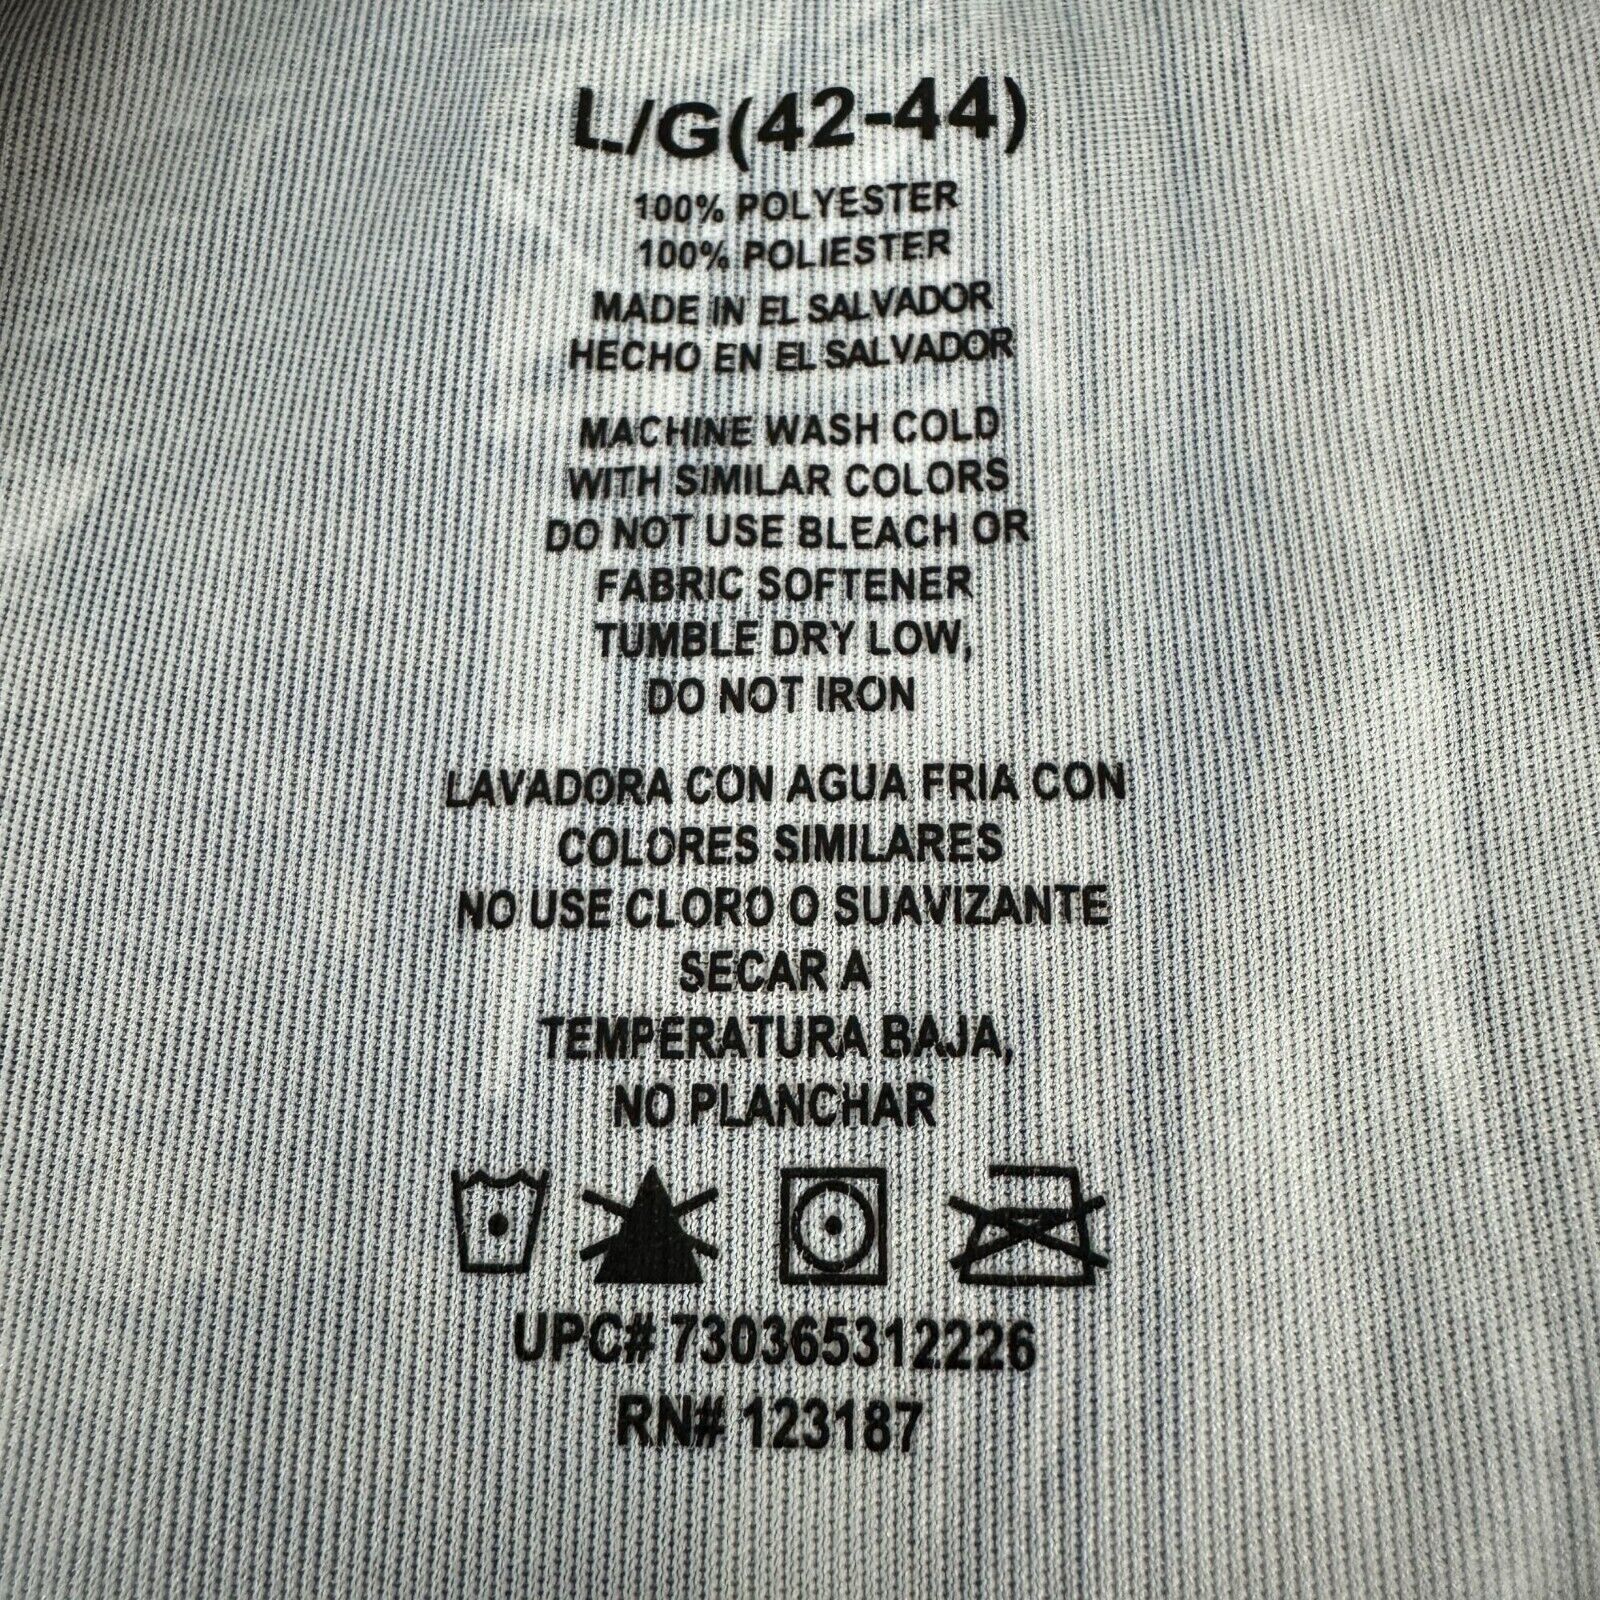 L/G(42-44)
100% POLYESTER
100% POLIESTER
MADE IN EL SALVADOR
HECHO EN EL SALVADOR
MACHINE WASH COLD
WITH SIMILAR COLORS
DO NOT USE BLEACH OR
FABRIC SOFTENER
TUMBLE DRY LOW,
DO NOT IRON
LAVADORA CON AGUA FRIA CON
COLORES SIMILARES
NO USE CLORO O SUAVIZANTE
SECAR A
TEMPERATURA BAJA,
NO PLANCHAR
UPC# 730365312226
RN# 123187